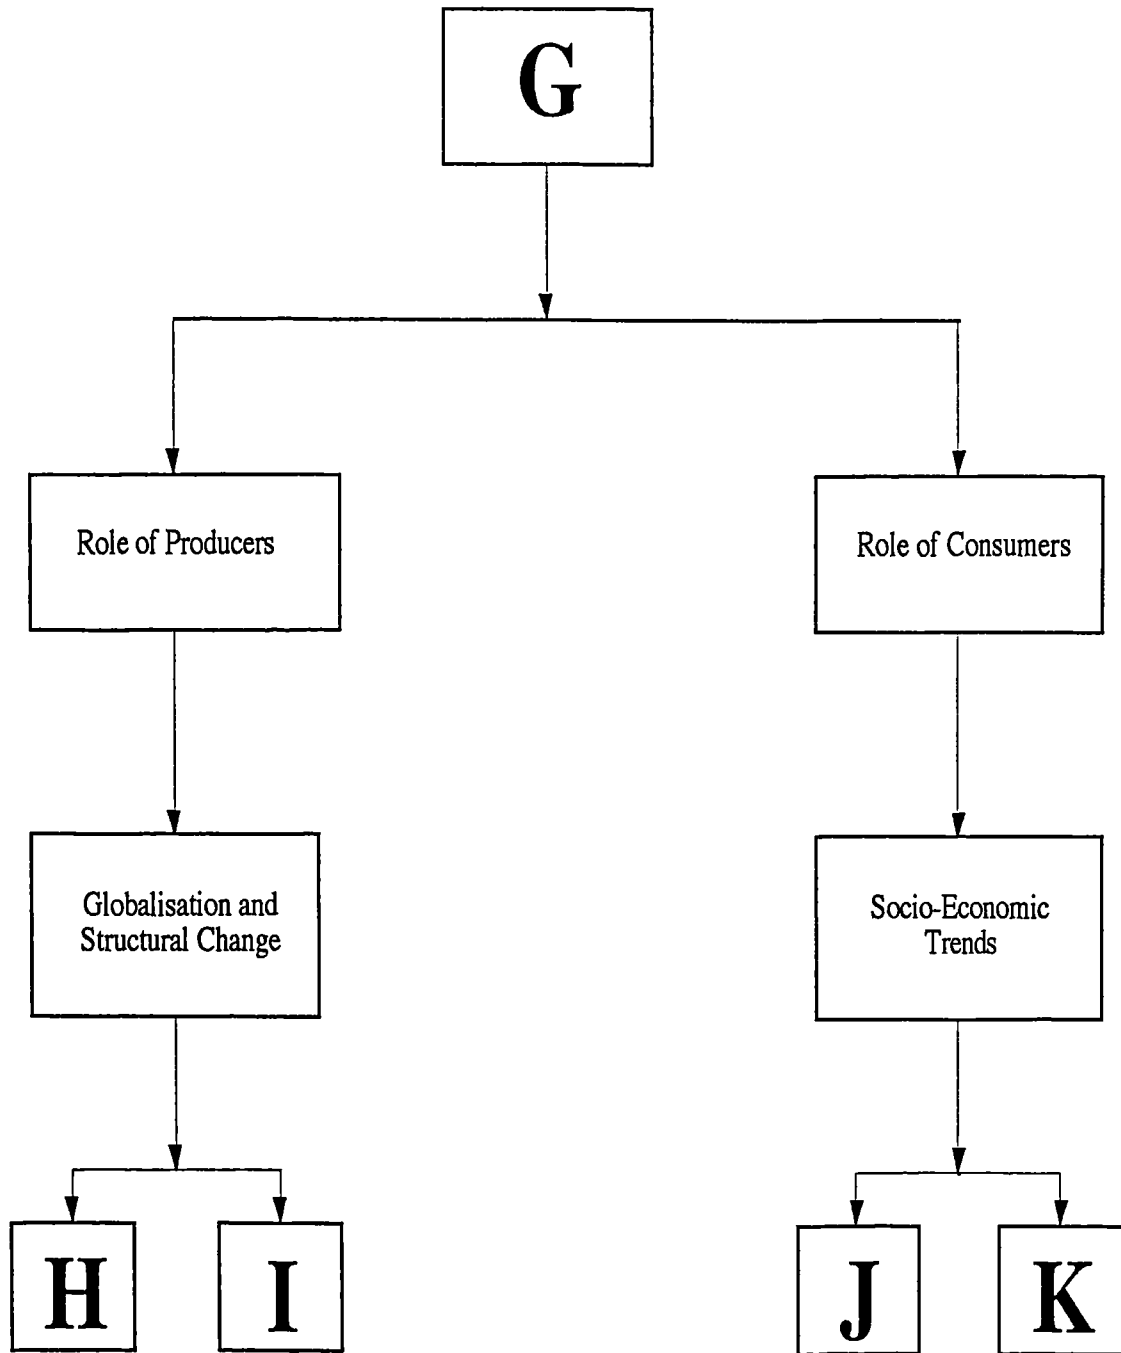 G
Role of Producers
Role of Consumers
Globalisation and
Structural Change
Socio-Economic
Trends
H
I
J
K